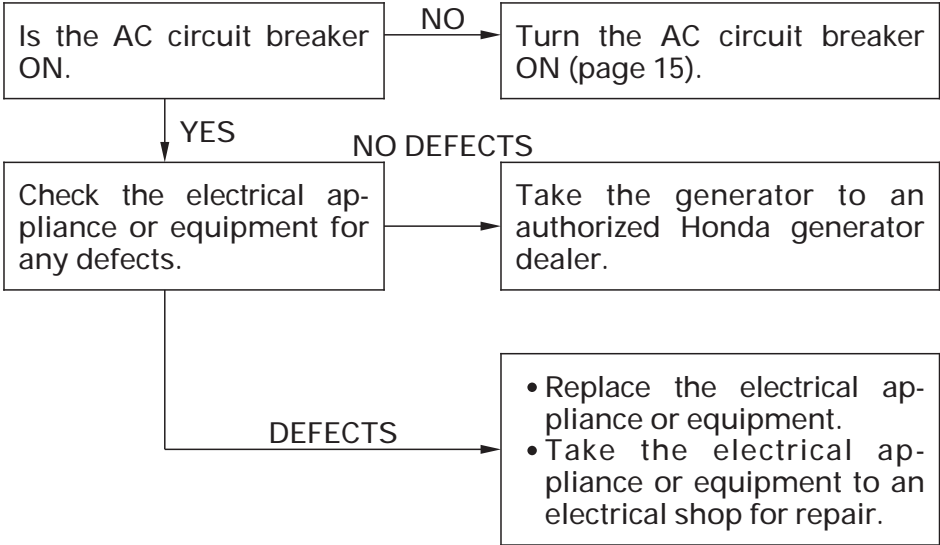 Is the AC circuit breaker
ON.
NO
Turn the AC circuit breaker
ON (page 15).
YES
NO DEFECTS
Check the electrical ap-
pliance or equipment for
any defects.
Take the generator to an
authorized Honda generator
dealer.
DEFECTS
• Replace the electrical ap-
pliance or equipment.
• Take the electrical ap-
pliance or equipment to an
electrical shop for repair.